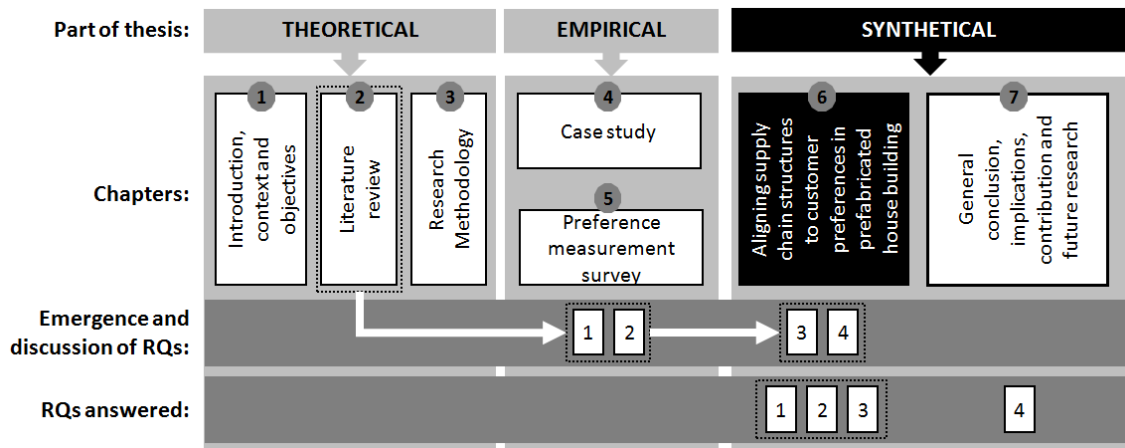 Part of thesis:
THEORETICAL
EMPIRICAL
SYNTHETICAL
Chapters:
1
Introduction,
context and
objectives
2
Literature
review
3
Research
Methodology
4
Case study
5
Preference
measurement
survey
6
Aligning supply
chain structures
to customer
preferences in
prefabricated
house building
7
General
conclusion,
implications,
contribution and
future research
Emergence and
discussion of RQs:
1 2
3 4
RQs answered:
1 2 3
4